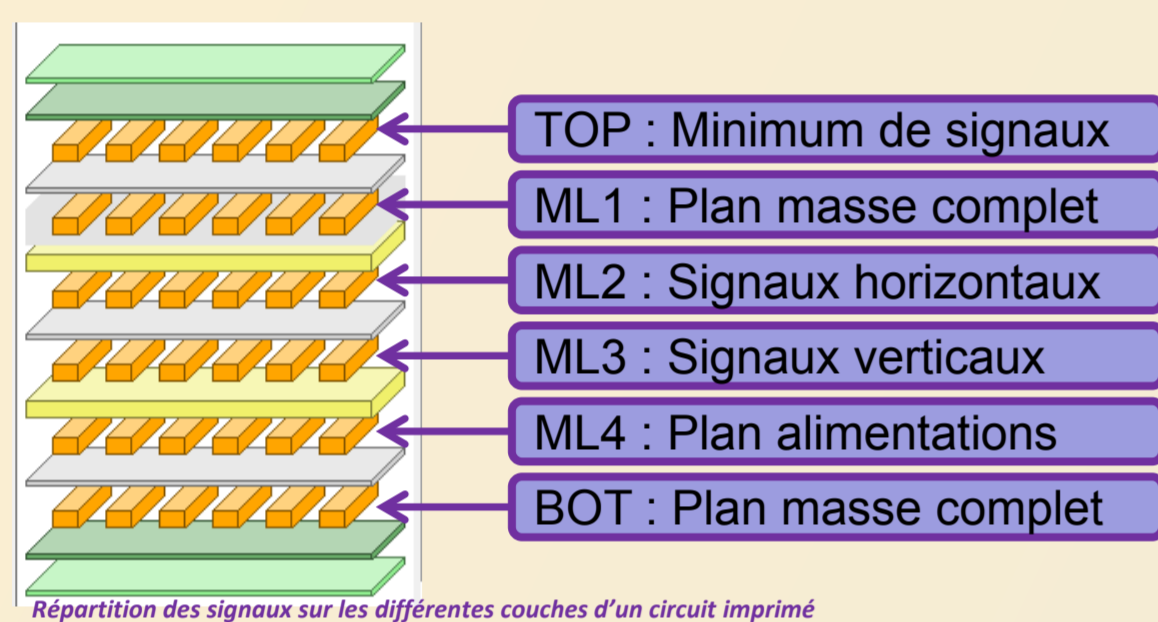 TOP : Minimum de signaux
ML1 : Plan masse complet
ML2 : Signaux horizontaux
ML3 : Signaux verticaux
ML4 : Plan alimentations
BOT : Plan masse complet
Répartition des signaux sur les différentes couches d'un circuit imprimé